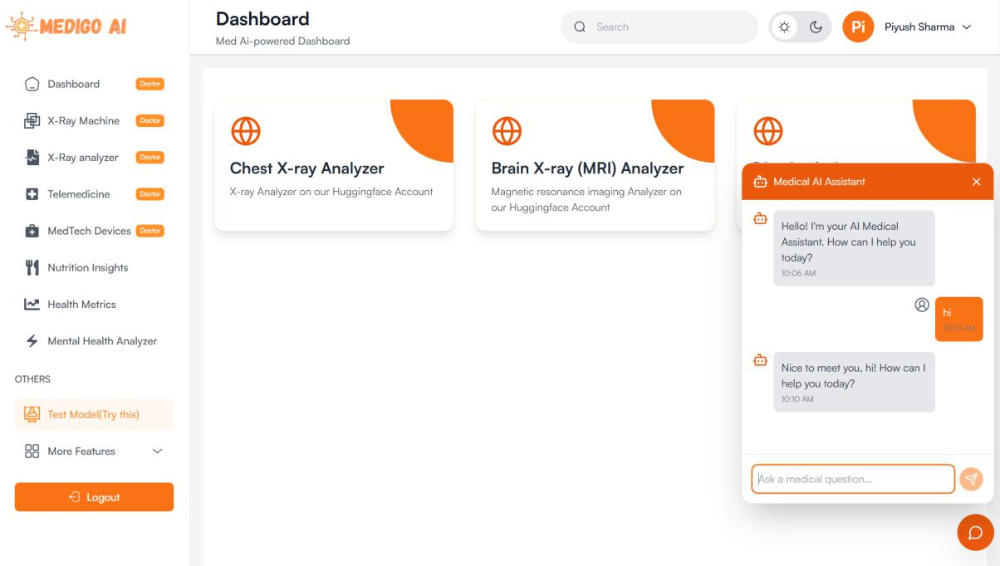 MEDIGO AI
Dashboard
Med Ai-powered Dashboard
Search
Pi
Piyush Sharma
Dashboard
Doctor
X-Ray Machine
Doctor
X-Ray analyzer
Doctor
Telemedicine
Doctor
MedTech Devices
Doctor
Nutrition Insights
Health Metrics
Mental Health Analyzer
OTHERS
Test Model(Try this)
More Features
Logout
Chest X-ray Analyzer
X-ray Analyzer on our Huggingface Account
Brain X-ray (MRI) Analyzer
Magnetic resonance imaging Analyzer on
our Huggingface Account
Medical AI Assistant
Hello! I'm your AI Medical
Assistant. How can I help you
today?
10:06 AM
hi
10:10 AM
Nice to meet you, hi! How can I
help you today?
10:10 AM
Ask a medical question...